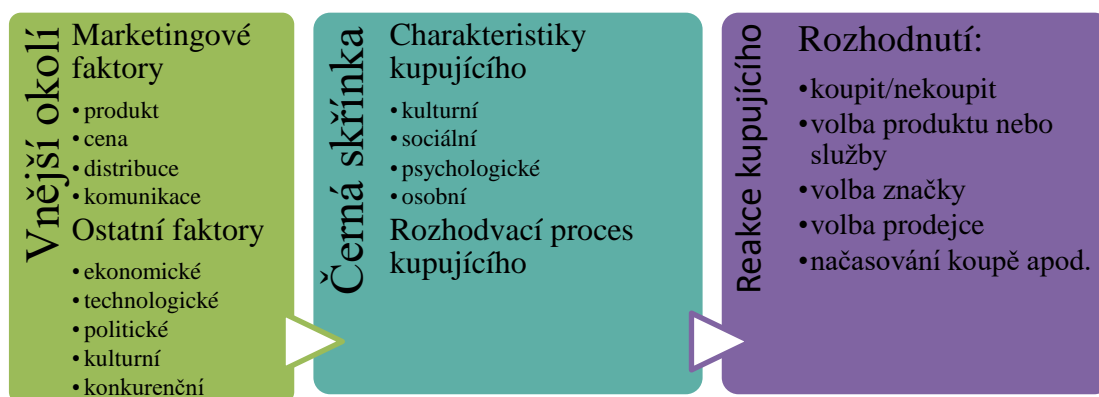 Vnější okolí
Marketingové
faktory
• produkt
• cena
• distribuce
• komunikace
Ostatní faktory
• ekonomické
• technologické
• politické
• kulturní
• konkurenční
Černá skřínka
Charakteristiky
kupujícího
• kulturní
• sociální
• psychologické
• osobní
Rozhodvací proces
kupujícího
Reakce kupujícího
Rozhodnutí:
•koupit/nekoupit
•volba produktu nebo
služby
•volba značky
•volba prodejce
•načasování koupě apod.